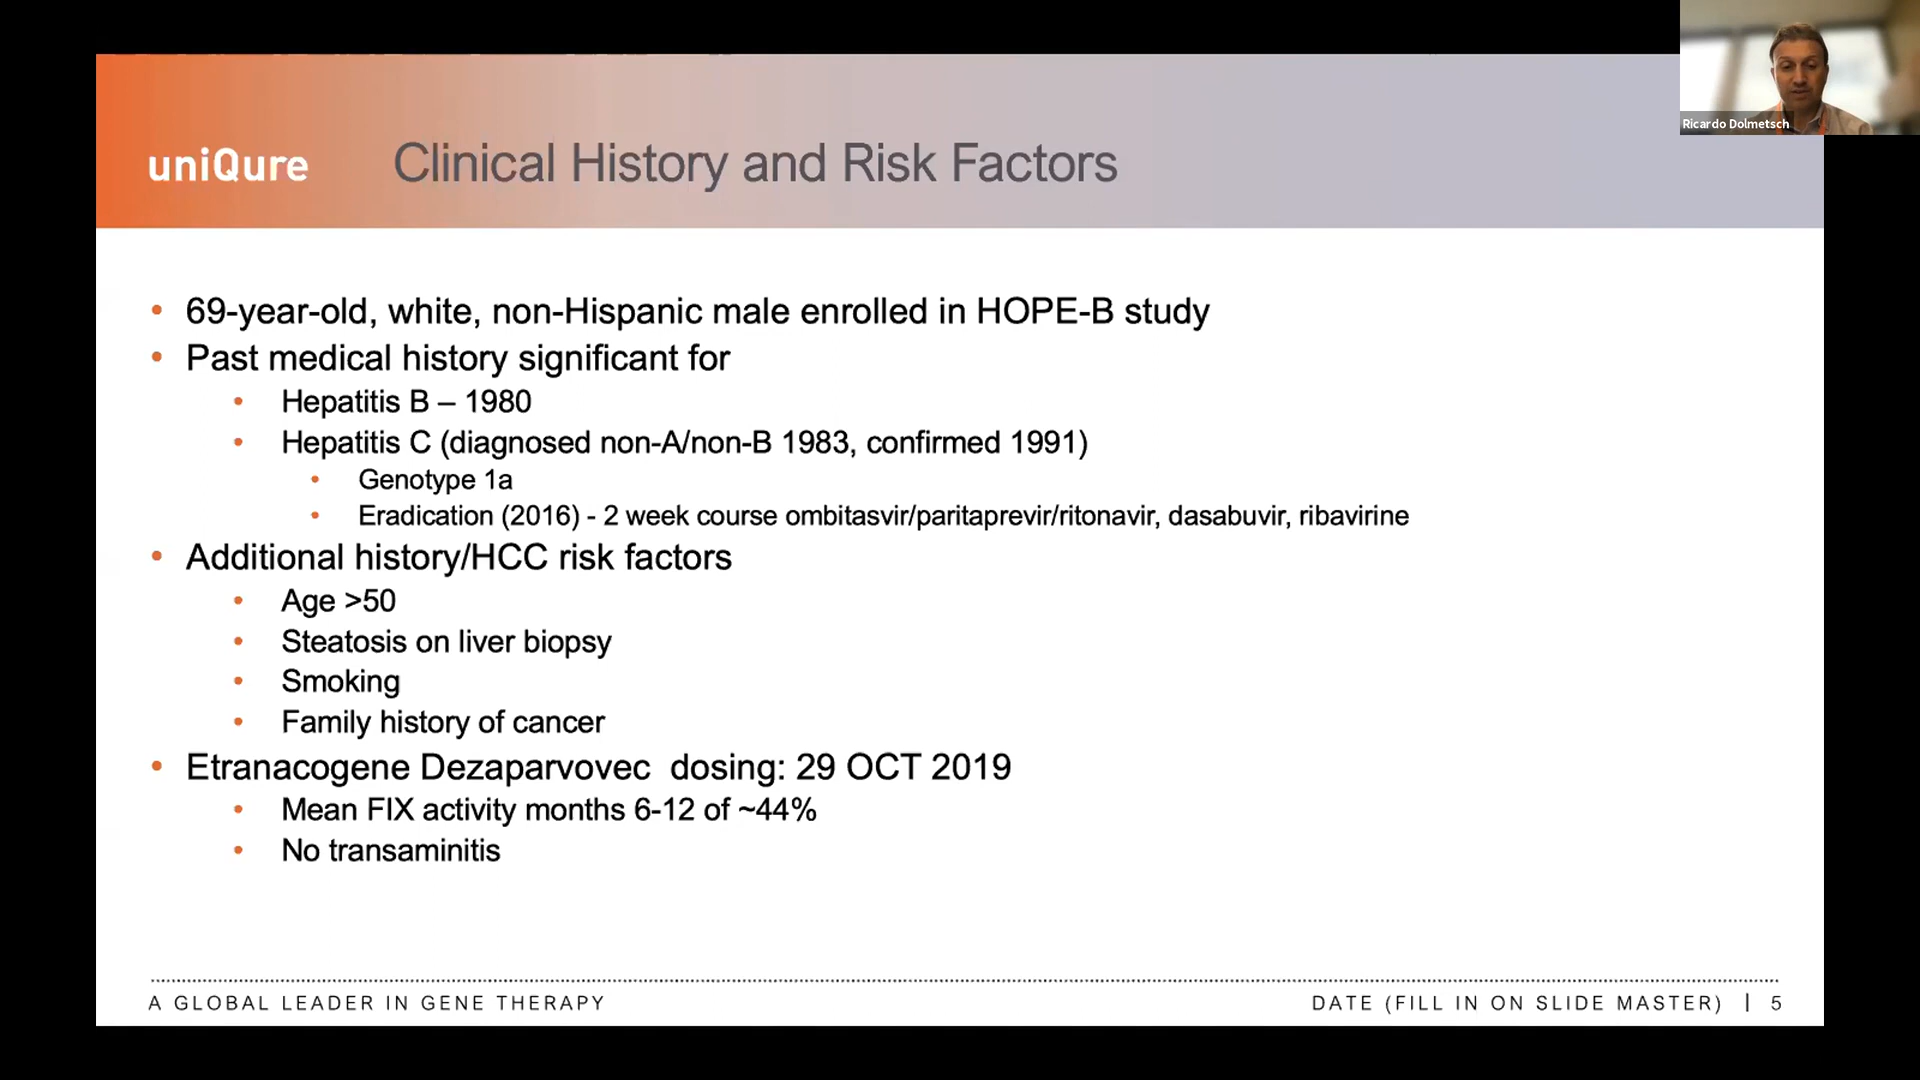 Ricardo Dolmetsch
uniQure
Clinical History and Risk Factors
• 69-year-old, white, non-Hispanic male enrolled in HOPE-B study
• Past medical history significant for
• Hepatitis B – 1980
• Hepatitis C (diagnosed non-A/non-B 1983, confirmed 1991)
• Genotype 1a
• Eradication (2016) - 2 week course ombitasvir/paritaprevir/ritonavir, dasabuvir, ribavirine
• Additional history/HCC risk factors
• Age >50
• Steatosis on liver biopsy
• Smoking
• Family history of cancer
• Etranacogene Dezaparvovec  dosing: 29 OCT 2019
• Mean FIX activity months 6-12 of ~44%
• No transaminitis
A GLOBAL LEADER IN GENE THERAPY
DATE (FILL IN ON SLIDE MASTER) | 5